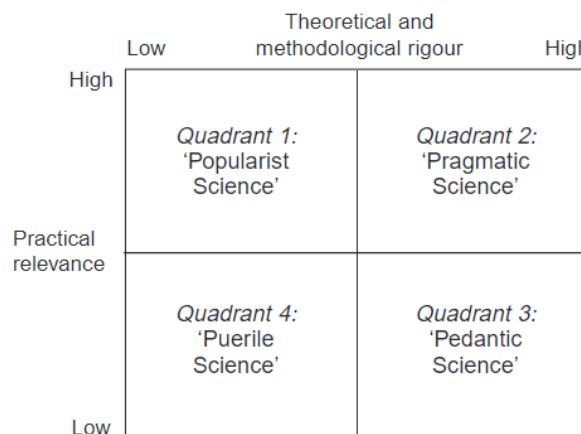 Theoretical and
Low methodological rigour High
High
Quadrant 1:
‘Popularist
Science’
Quadrant 2:
‘Pragmatic
Science’
Practical
relevance
Quadrant 4:
‘Puerile
Science’
Quadrant 3:
‘Pedantic
Science’
Low